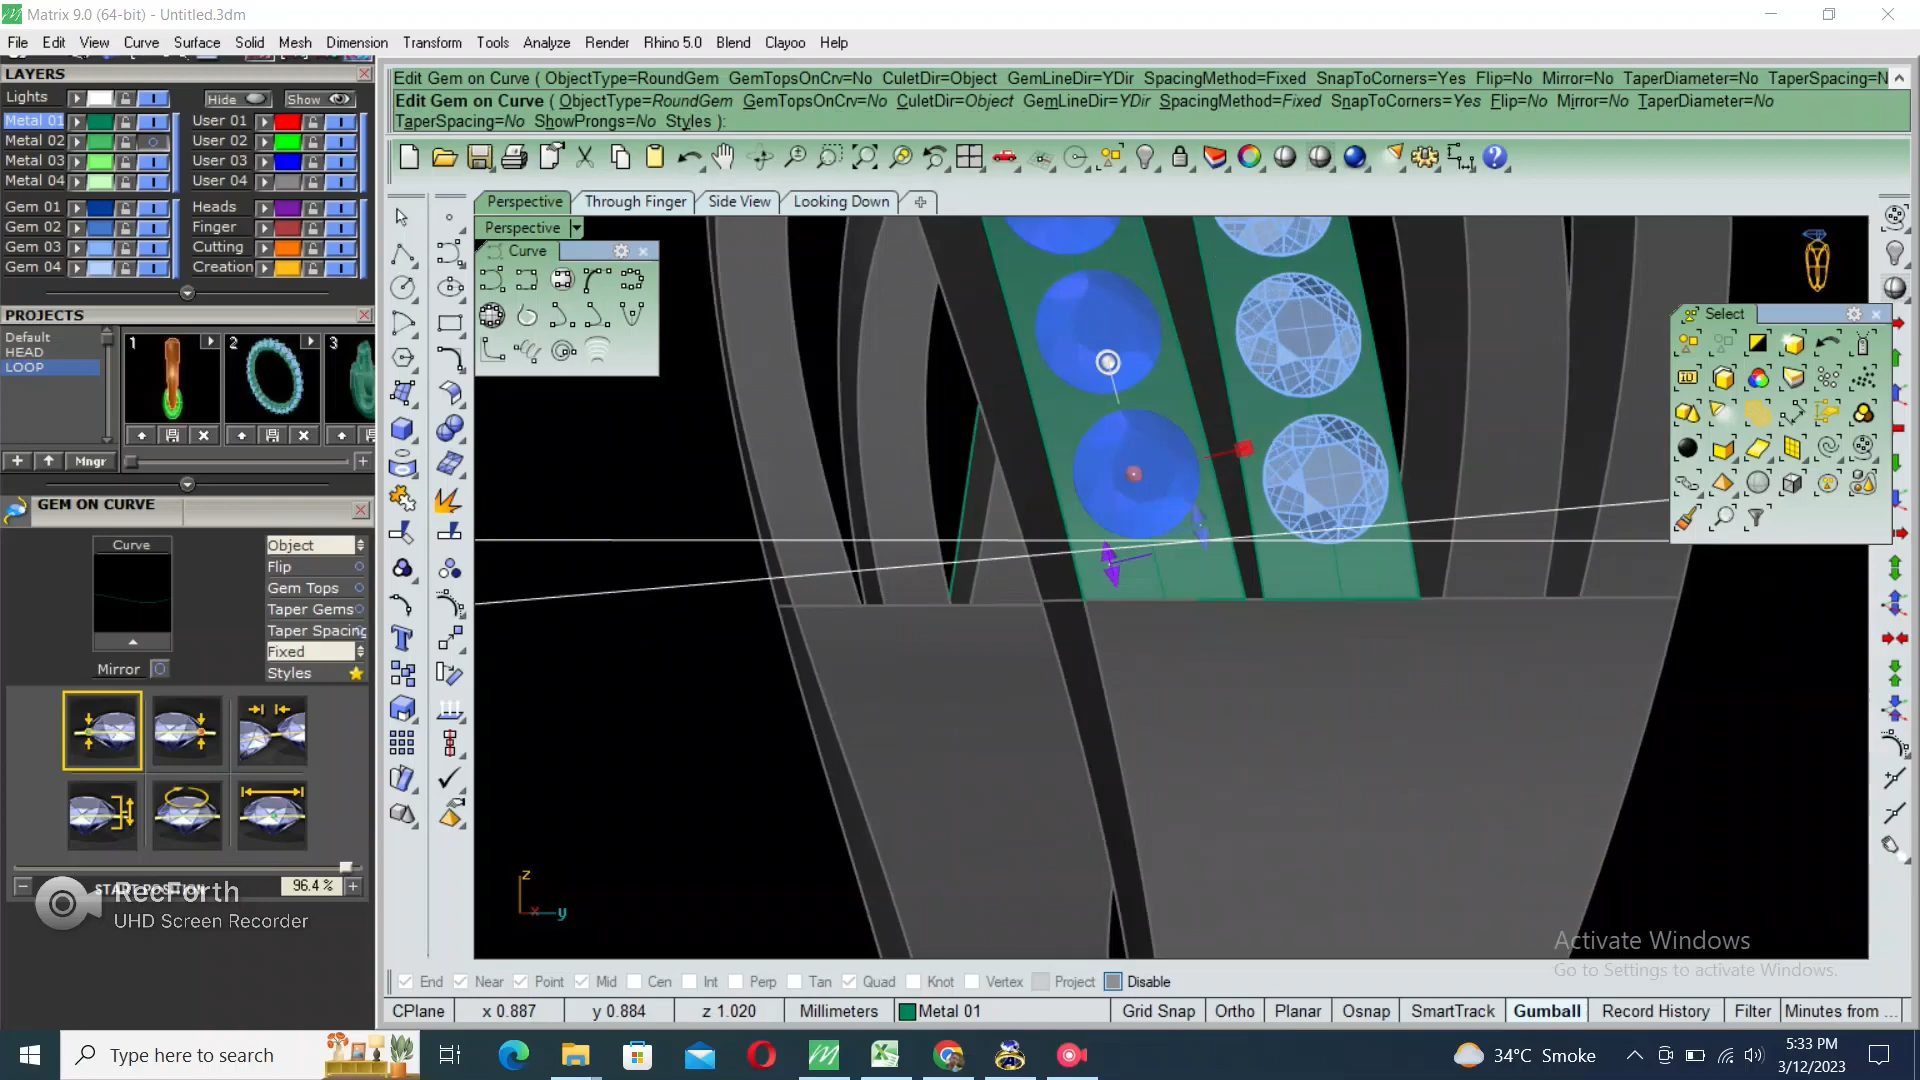 Matrix 9.0 (64-bit) - Untitled.3dm
File Edit View Curve Surface Solid Mesh Dimension Transform Tools Analyze Render Rhino 5.0 Blend Clayoo Help
LAYERS
Lights Hide Show
Metal 01 User 01
Metal 02 User 02
Metal 03 User 03
Metal 04 User 04
Gem 01 Heads
Gem 02 Finger
Gem 03 Cutting
Gem 04 Creation
PROJECTS
Default
HEAD
LOOP
1 2 3
+ Mngr +
GEM ON CURVE
Curve Object
Flip
Gem Tops
Taper Gems
Taper Spacing
Fixed
Mirror
Styles
START POSITION 96.4 %
RecForth
UHD Screen Recorder
Edit Gem on Curve ( ObjectType=RoundGem GemTopsOnCrv=No CuletDir=Object GemLineDir=YDir SpacingMethod=Fixed SnapToCorners=Yes Flip=No Mirror=No TaperDiameter=No TaperSpacing=N
Edit Gem on Curve ( ObjectType=RoundGem GemTopsOnCrv=No CuletDir=Object GemLineDir=YDir SpacingMethod=Fixed SnapToCorners=Yes Flip=No Mirror=No TaperDiameter=No
TaperSpacing=No ShowProngs=No Styles ):
Perspective Through Finger Side View Looking Down
Perspective
Curve
Select
ID
z
x y
Activate Windows
Go to Settings to activate Windows.
End Near Point Mid Cen Int Perp Tan Quad Knot Vertex Project Disable
CPlane x 0.887 y 0.884 z 1.020 Millimeters Metal 01 Grid Snap Ortho Planar Osnap SmartTrack Gumball Record History Filter Minutes from ...
Type here to search
34°C Smoke
5:33 PM
3/12/2023